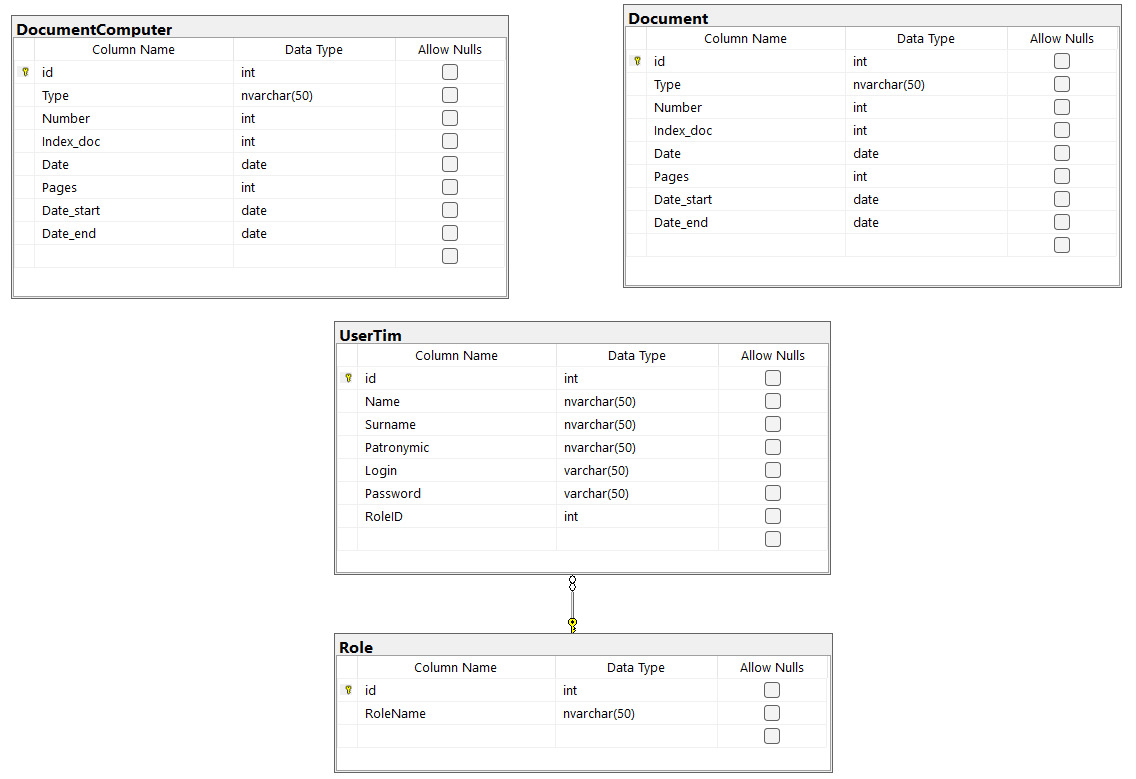 DocumentComputer
Column Name Data Type Allow Nulls
id int
Type nvarchar(50)
Number int
Index_doc int
Date date
Pages int
Date_start date
Date_end date
Document
Column Name Data Type Allow Nulls
id int
Type nvarchar(50)
Number int
Index_doc int
Date date
Pages int
Date_start date
Date_end date
UserTim
Column Name Data Type Allow Nulls
id int
Name nvarchar(50)
Surname nvarchar(50)
Patronymic nvarchar(50)
Login varchar(50)
Password varchar(50)
RoleID int
Role
Column Name Data Type Allow Nulls
id int
RoleName nvarchar(50)